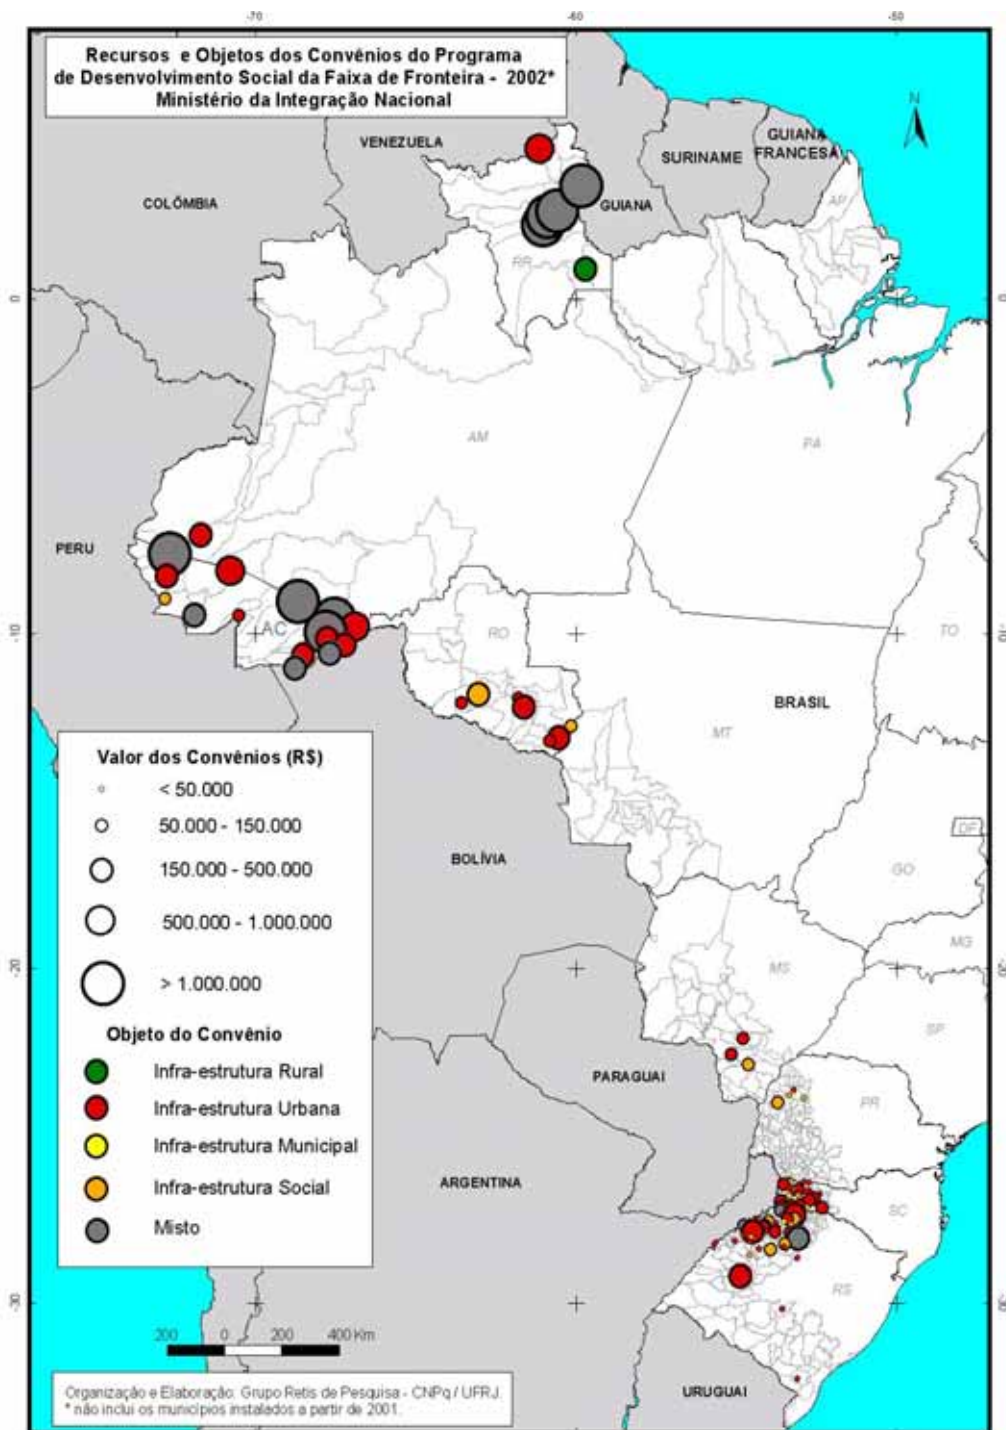 -70
-60
-50
Recursos e Objetos dos Convênios do Programa
de Desenvolvimento Social da Faixa de Fronteira - 2002*
Ministério da Integração Nacional
N
VENEZUELA
SURINAME
GUIANA
FRANCESA
COLÔMBIA
GUIANA
AP
RR
0
0
AM
PA
PERU
-10
AC
RO
TO
-10
BRASIL
MT
Valor dos Convênios (R$)
< 50.000
50.000 - 150.000
150.000 - 500.000
500.000 - 1.000.000
> 1.000.000
BOLÍVIA
DF
GO
MG
-20
MS
-20
SP
Objeto do Convênio
Infra-estrutura Rural
Infra-estrutura Urbana
Infra-estrutura Municipal
Infra-estrutura Social
Misto
PARAGUAI
PR
ARGENTINA
SC
RS
-30
-30
200 0 200 400 Km
URUGUAI
Organização e Elaboração: Grupo Retis de Pesquisa - CNPq / UFRJ.
* não inclui os municípios instalados a partir de 2001.